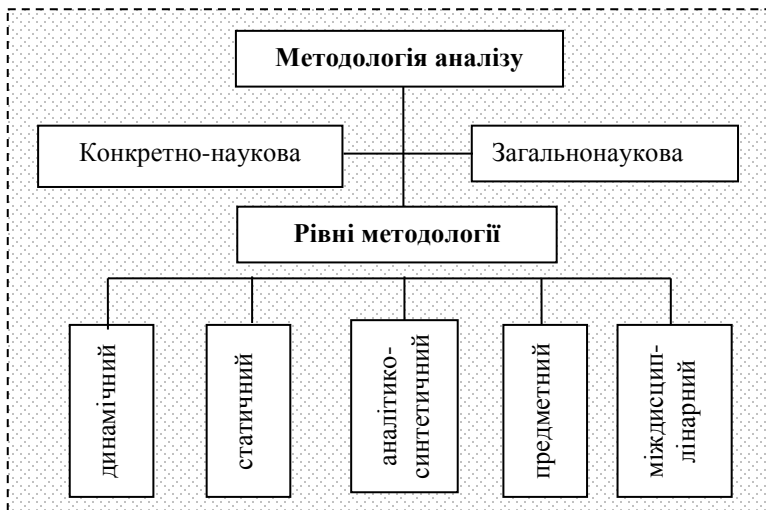 Методологія аналізу
Конкретно-наукова
Загальнонаукова
Рівні методології
динамічний
статичний
аналітико-
синтетичний
предметний
міждисцип-
лінарний